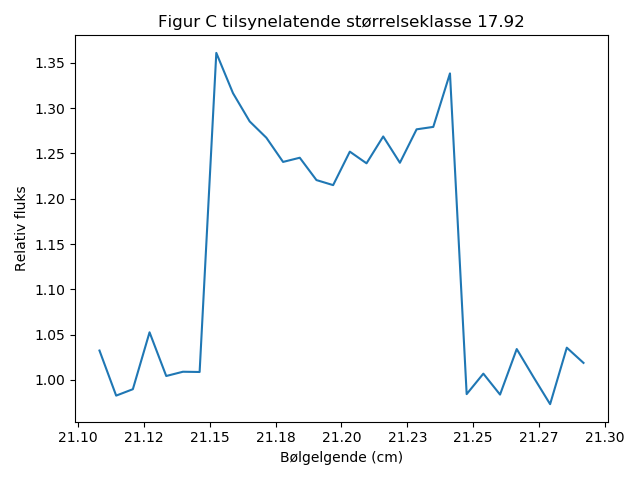 Figur C tilsynelatende størrelseklasse 17.92
Relativ fluks
1.35
1.30
1.25
1.20
1.15
1.10
1.05
1.00
21.10 21.12 21.15 21.18 21.20 21.23 21.25 21.27 21.30
Bølgelgende (cm)